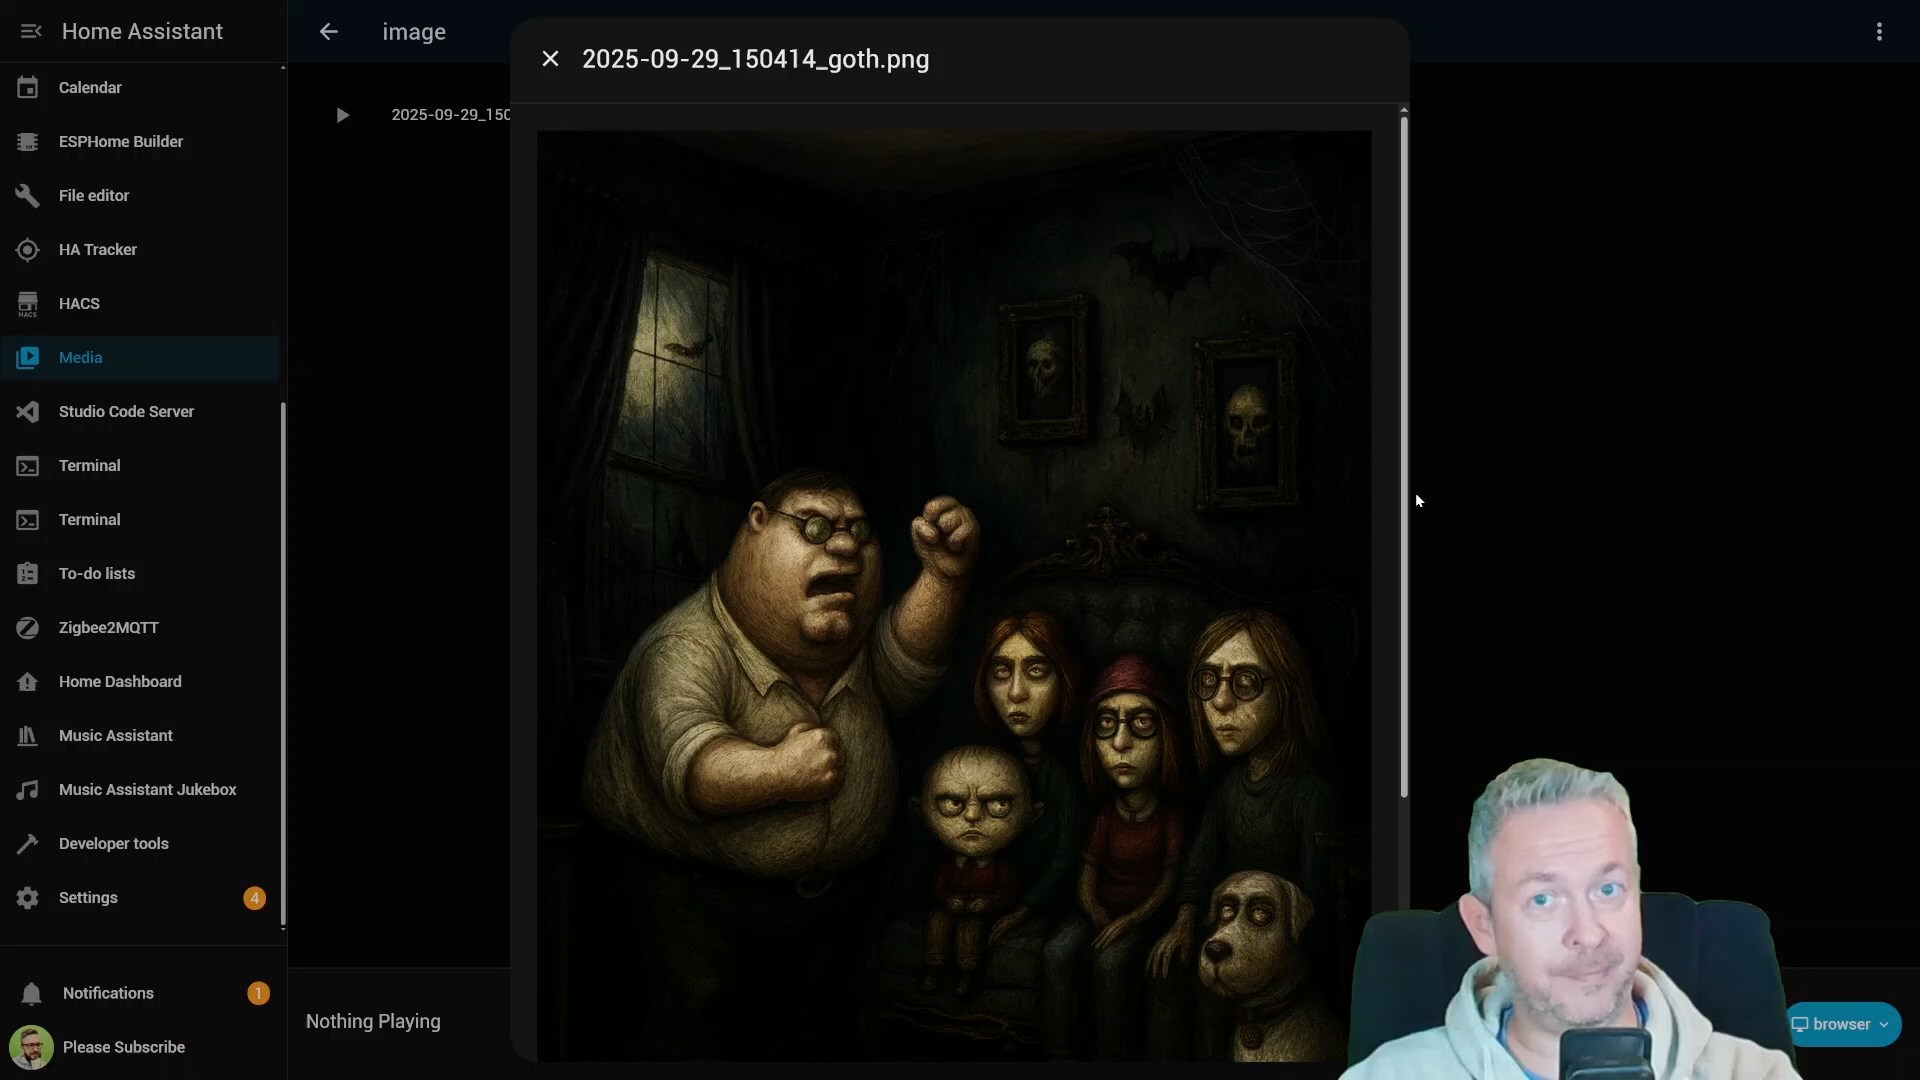 Home Assistant
Calendar
ESPHome Builder
File editor
HA Tracker
HACS
HACS
Media
Studio Code Server
Terminal
Terminal
To-do lists
Zigbee2MQTT
Home Dashboard
Music Assistant
Music Assistant Jukebox
Developer tools
Settings
4
Notifications
1
Please Subscribe
image
2025-09-29_150
2025-09-29_150414_goth.png
Nothing Playing
browser